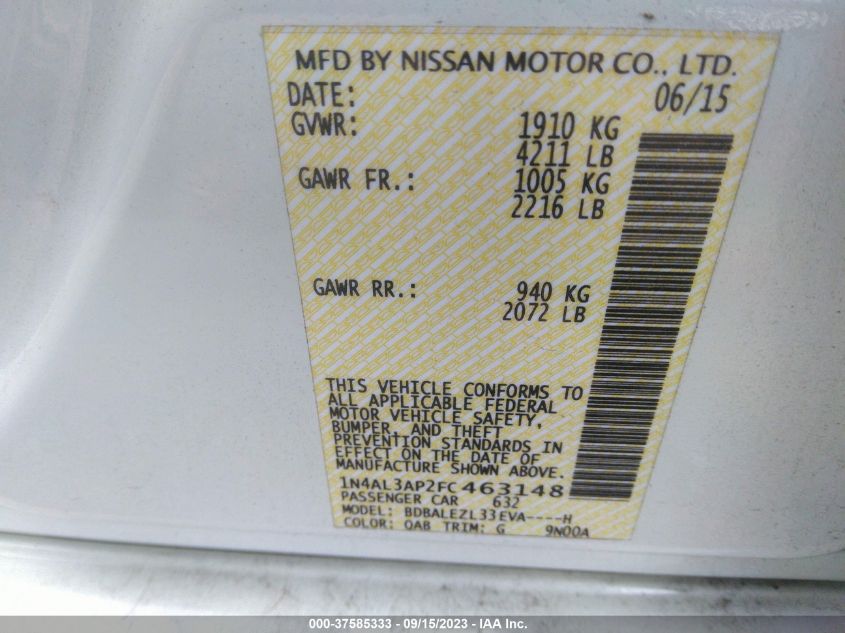 MFD BY NISSAN MOTOR CO., LTD.
DATE: 06/15
GVWR: 1910 KG
4211 LB
GAWR FR.: 1005 KG
2216 LB
GAWR RR.: 940 KG
2072 LB
THIS VEHICLE CONFORMS TO
ALL APPLICABLE FEDERAL
MOTOR VEHICLE SAFETY,
BUMPER, AND THEFT
PREVENTION STANDARDS IN
EFFECT ON THE DATE OF
MANUFACTURE SHOWN ABOVE.
1N4AL3AP2FC463148
PASSENGER CAR 632
MODEL: BDBALEZL33EVA----H
COLOR: QAB TRIM: G 9N00A
000-37585333 - 09/15/2023 - IAA Inc.